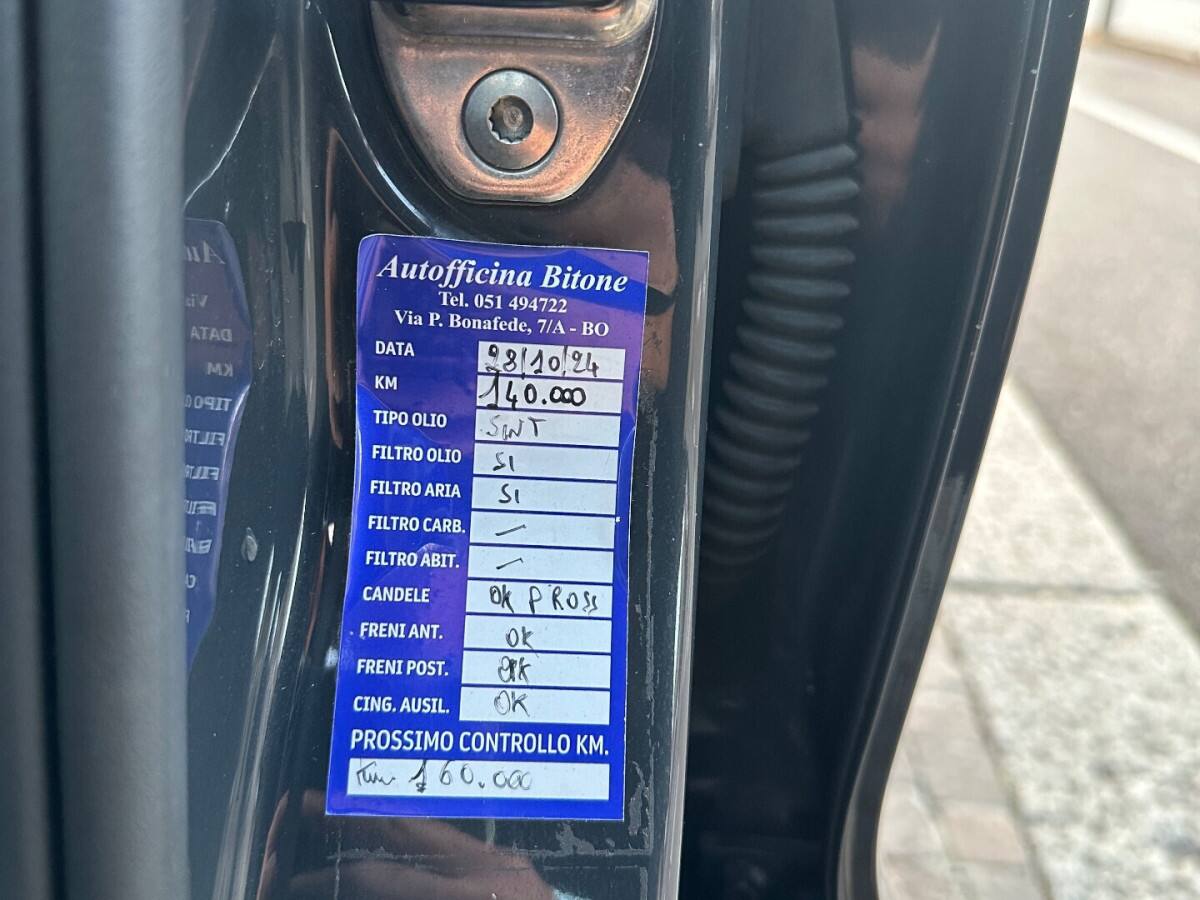 Autofficina Bitone
Tel. 051 494722
Via P. Bonafede, 7/A - BO
DATA 28/10/24
KM 140.000
TIPO OLIO SINT
FILTRO OLIO SI
FILTRO ARIA SI
FILTRO CARB. —
FILTRO ABIT. —
CANDELE OK PROSS
FRENI ANT. OK
FRENI POST. OK
CING. AUSIL. OK
PROSSIMO CONTROLLO KM.
Km 160.000